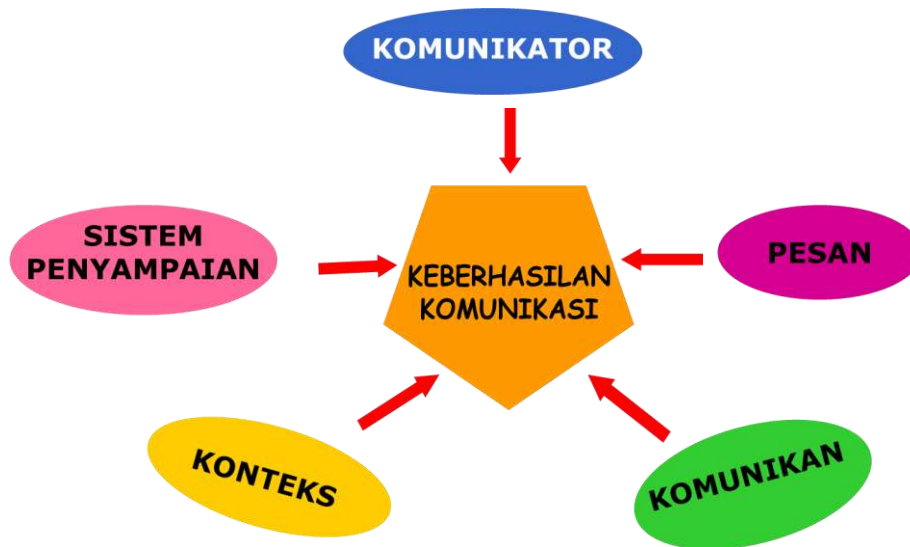 KOMUNIKATOR
SISTEM
PENYAMPAIAN
PESAN
KEBERHASILAN
KOMUNIKASI
KONTEKS
KOMUNIKAN